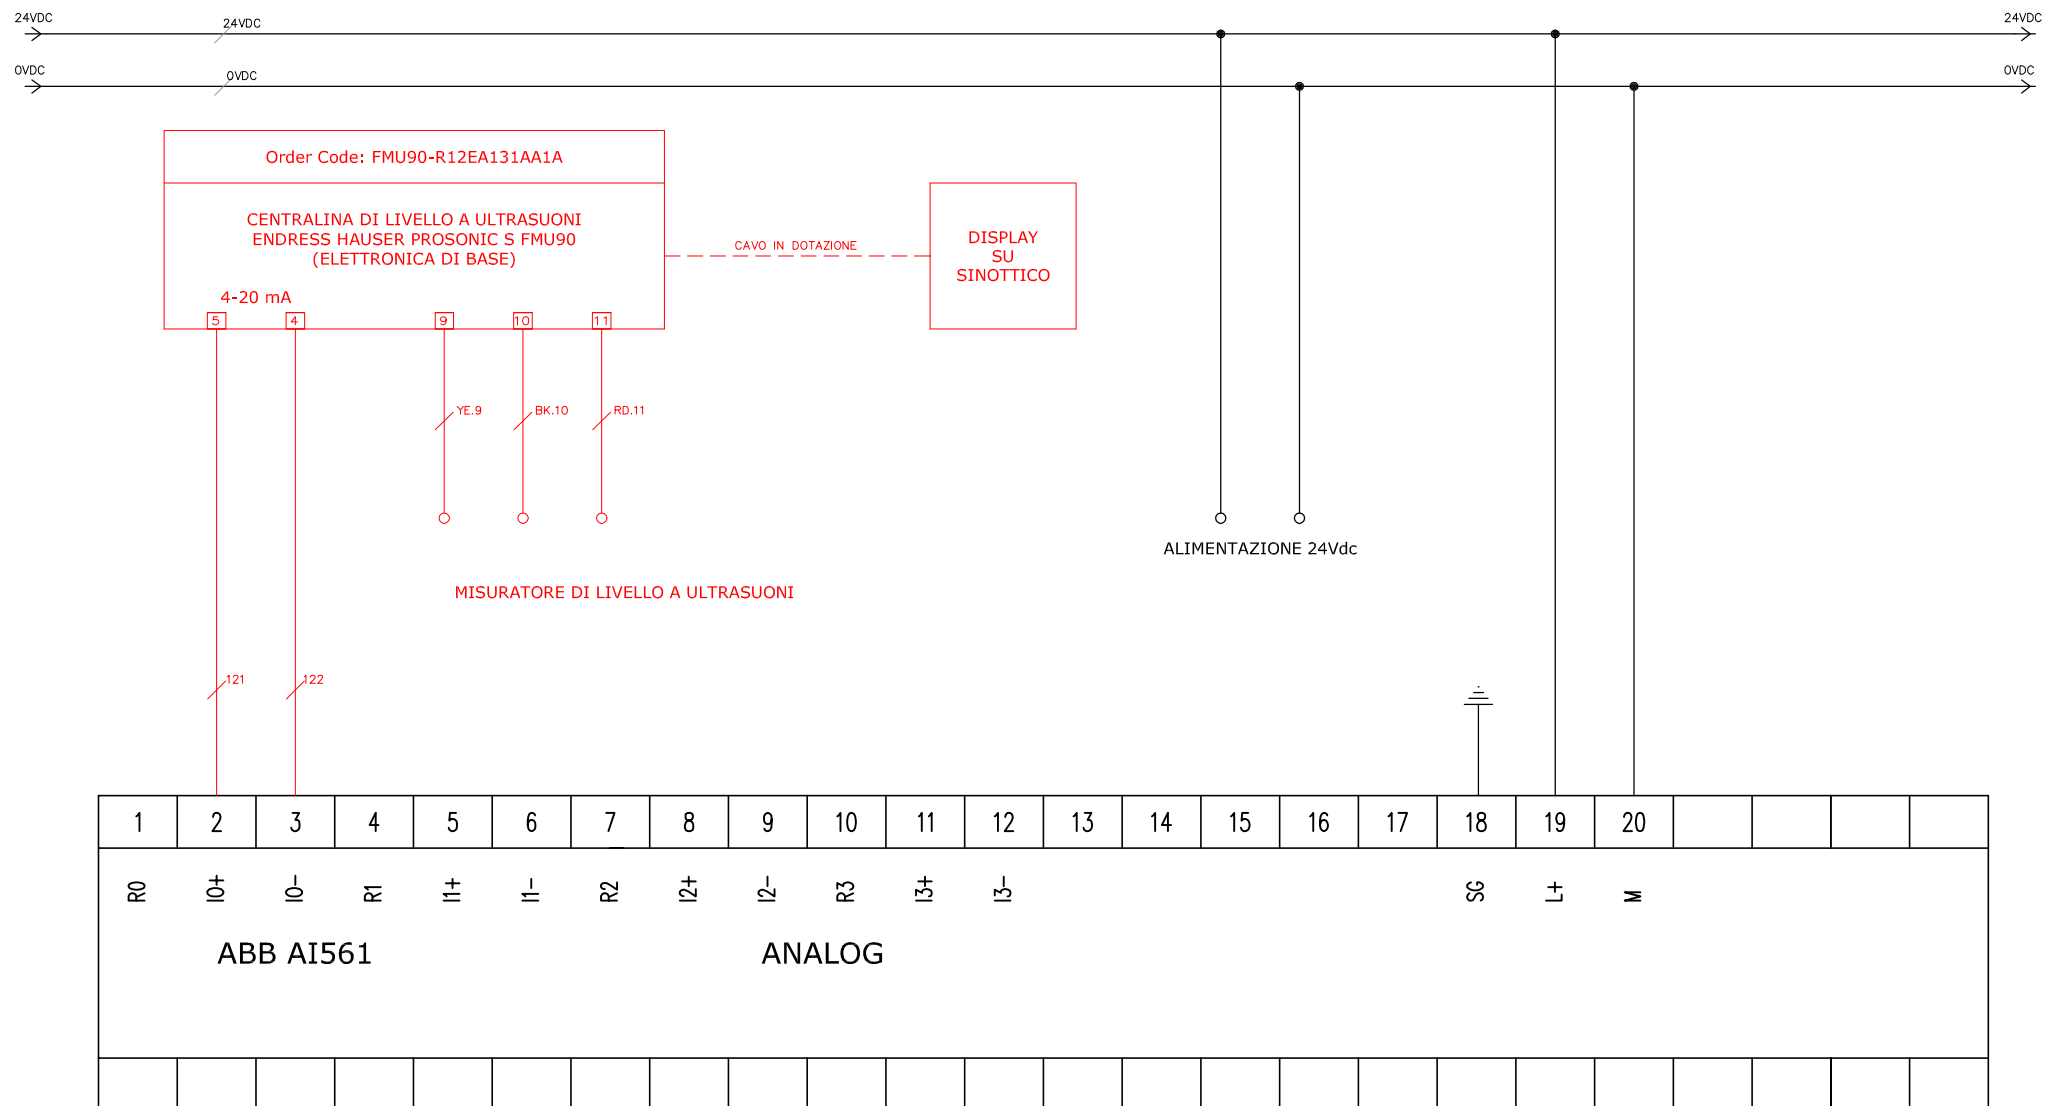 24VDC
24VDC
24VDC
0VDC
0VDC
0VDC
Order Code: FMU90-R12EA131AA1A
CENTRALINA DI LIVELLO A ULTRASUONI
ENDRESS HAUSER PROSONIC S FMU90
(ELETTRONICA DI BASE)
4-20 mA
5 4 9 10 11
CAVO IN DOTAZIONE
DISPLAY
SU
SINOTTICO
YE.9 BK.10 RD.11
ALIMENTAZIONE 24Vdc
MISURATORE DI LIVELLO A ULTRASUONI
121 122
1 2 3 4 5 6 7 8 9 10 11 12 13 14 15 16 17 18 19 20
R0 I0+ I0- R1 I1+ I1- R2 I2+ I2- R3 I3+ I3- SG L+ M
ABB AI561 ANALOG